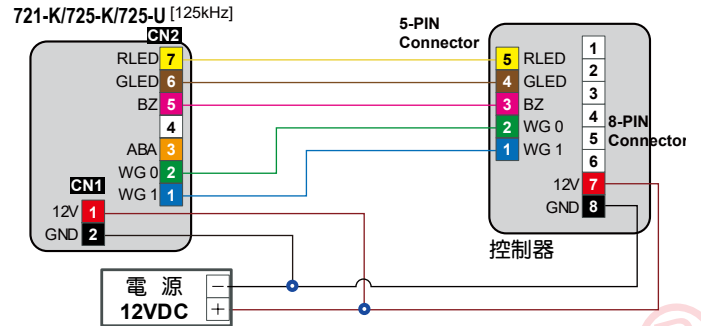 721-K/725-K/725-U [125kHz]
CN2
RLED 7
GLED 6
BZ 5
4
ABA 3
WG 0 2
WG 1 1
CN1
12V 1
GND 2
5-PIN
Connector
5 RLED
4 GLED
3 BZ
2 WG 0
1 WG 1
1
2
3
4
5
6
8-PIN
Connector
12V 7
GND 8
控制器
電 源 −
12VDC +